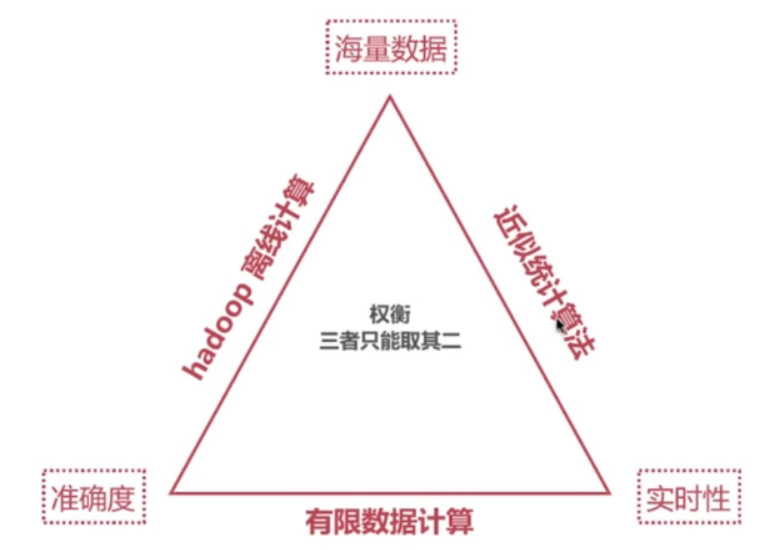 海量数据
hadoop 离线计算
近似统计算法
权衡
三者只能取其二
准确度
实时性
有限数据计算